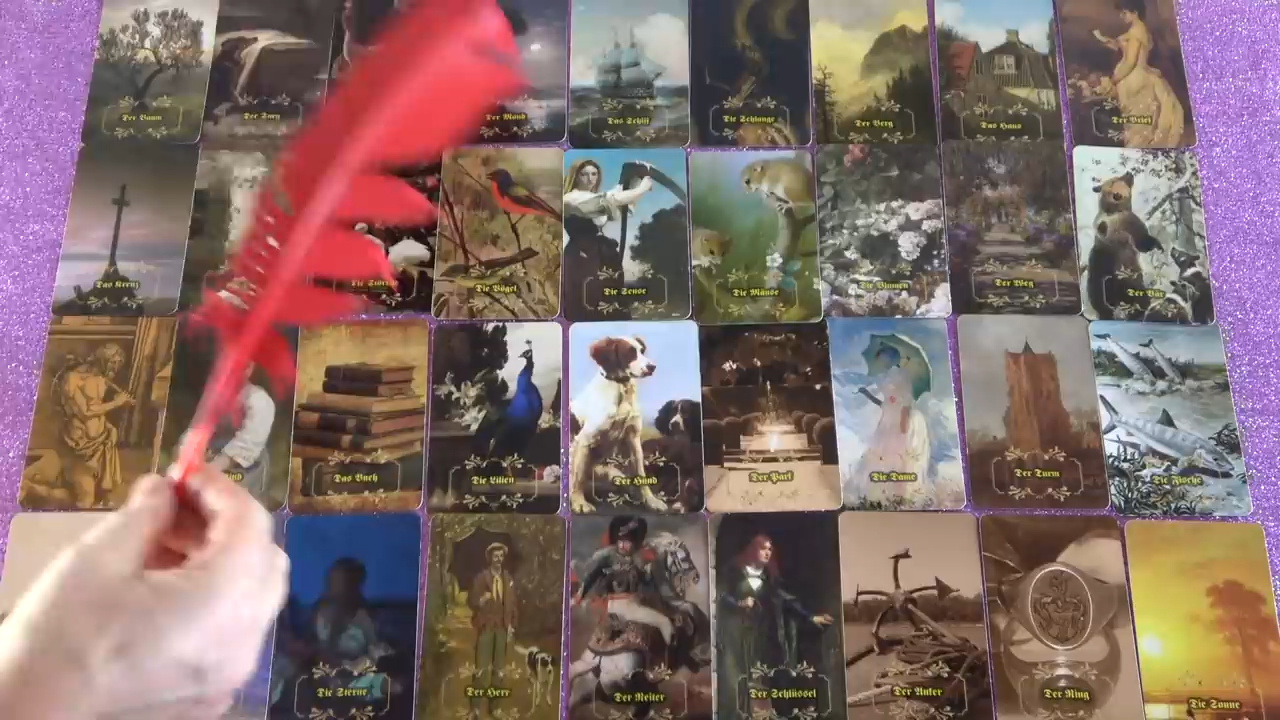 Der Baum
Der Sarg
Der Mond
Das Schiff
Die Schlange
Der Berg
Das Haus
Der Brief
Das Kreuz
Die Vögel
Die Sense
Die Mäuse
Die Blumen
Der Weg
Der Bär
Das Buch
Die Lilien
Der Hund
Der Park
Die Dame
Der Turm
Die Fische
Die Sterne
Der Herr
Der Reiter
Der Schlüssel
Der Anker
Der Ring
Die Sonne